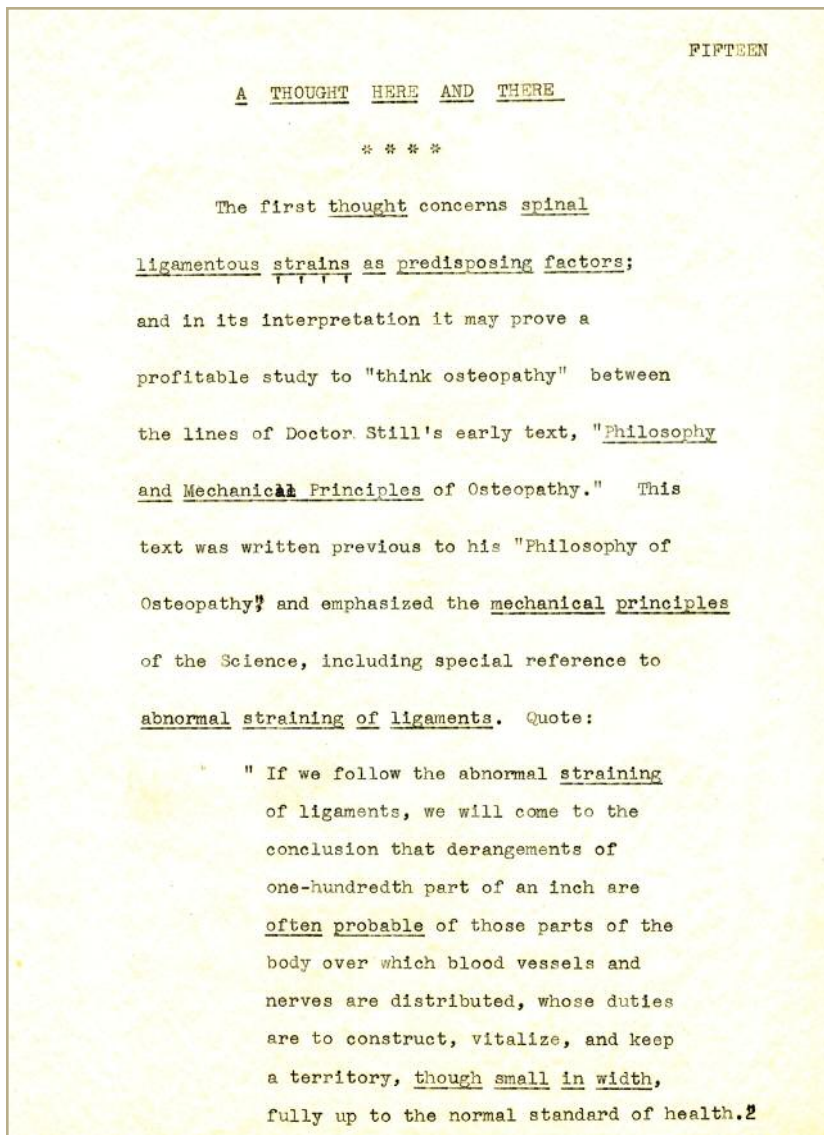 FIFTEEN
A THOUGHT HERE AND THERE
* * * *
The first thought concerns spinal
ligamentous strains as predisposing factors;
and in its interpretation it may prove a
profitable study to "think osteopathy" between
the lines of Doctor Still's early text, "Philosophy
and Mechanical Principles of Osteopathy." This
text was written previous to his "Philosophy of
Osteopathy", and emphasized the mechanical principles
of the Science, including special reference to
abnormal straining of ligaments. Quote:
" If we follow the abnormal straining
of ligaments, we will come to the
conclusion that derangements of
one-hundredth part of an inch are
often probable of those parts of the
body over which blood vessels and
nerves are distributed, whose duties
are to construct, vitalize, and keep
a territory, though small in width,
fully up to the normal standard of health."